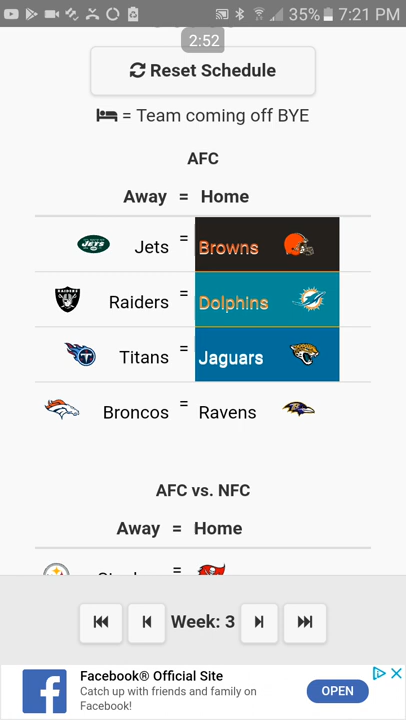 35% 7:21 PM
2:52
Reset Schedule
= Team coming off BYE
AFC
Away = Home
JETS Jets = Browns
RAIDERS Raiders = Dolphins
Titans = Jaguars
Broncos = Ravens
AFC vs. NFC
Away = Home
=
Week: 3
Facebook® Official Site
Catch up with friends and family on
Facebook!
OPEN